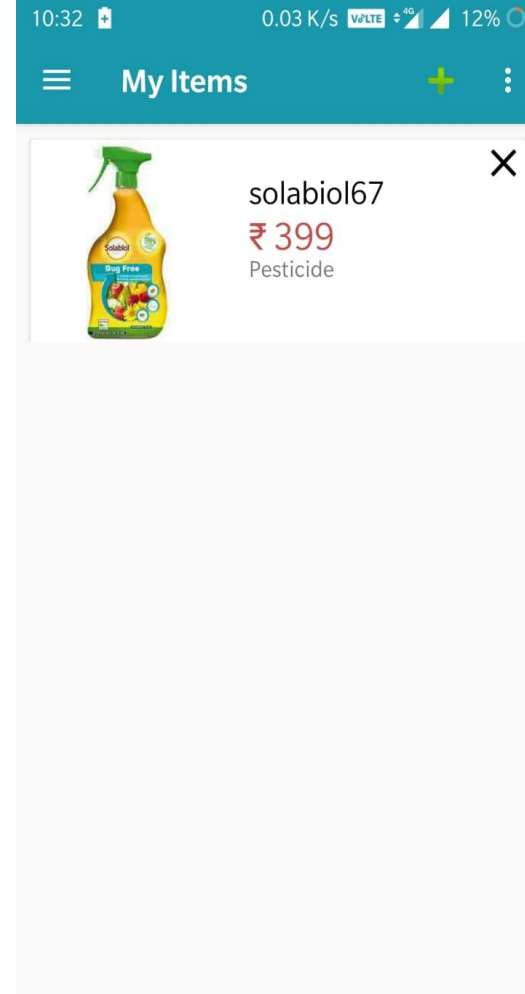 10:32 0.03 K/s VoLTE 4G 12%
My Items
solabiol67
₹ 399
Pesticide
Solabiol
Bug Free